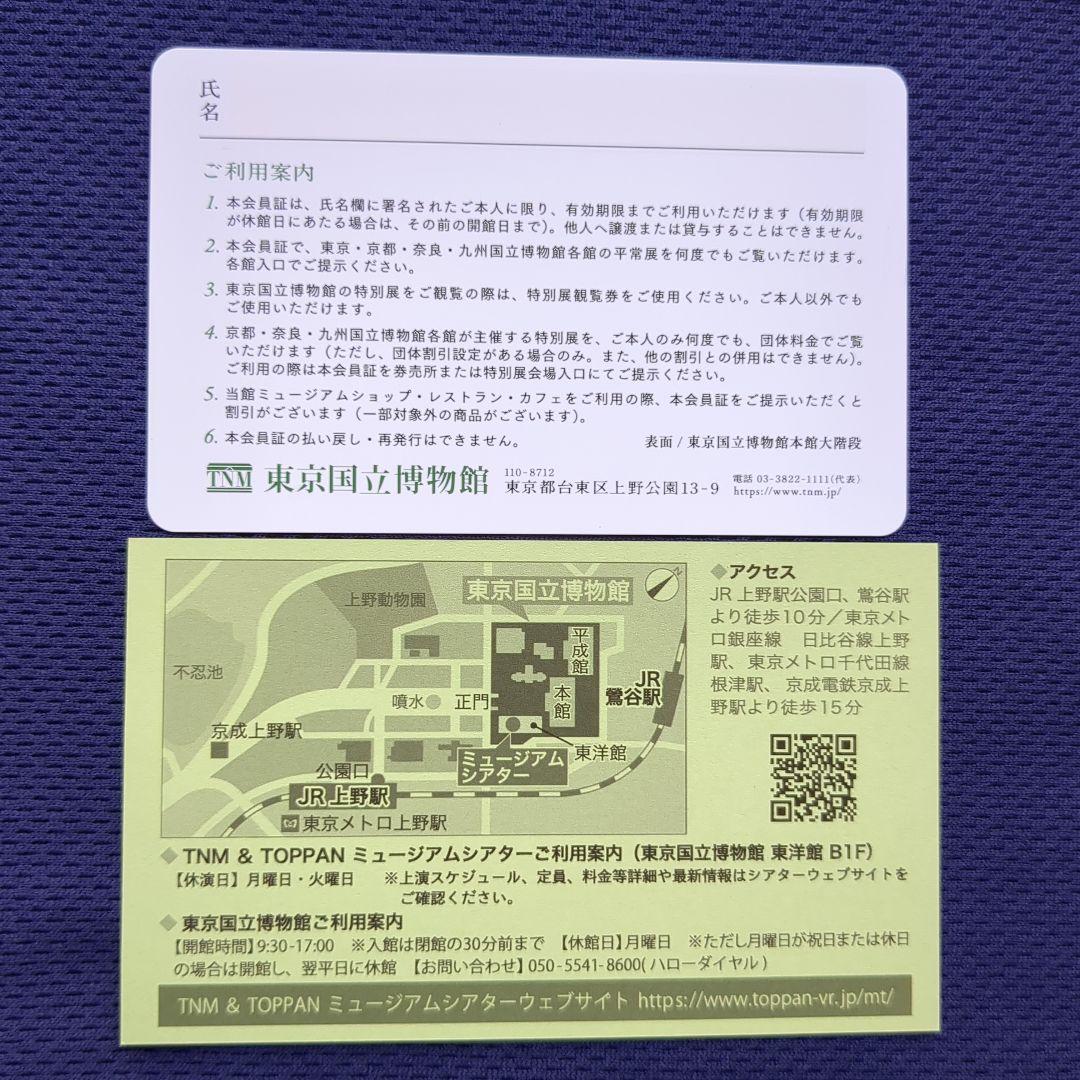 氏
名
ご利用案内
1. 本会員証は、氏名欄に署名されたご本人に限り、有効期限までご利用いただけます（有効期限
が休館日にあたる場合は、その前の開館日まで）。他人へ譲渡または貸与することはできません。
2. 本会員証で、東京・京都・奈良・九州国立博物館各館の平常展を何度でもご覧いただけます。
各館入口でご提示ください。
3. 東京国立博物館の特別展をご観覧の際は、特別展観覧券をご使用ください。ご本人以外でも
ご使用いただけます。
4. 京都・奈良・九州国立博物館各館が主催する特別展を、ご本人のみ何度でも、団体料金でご覧
いただけます（ただし、団体割引設定がある場合のみ。また、他の割引との併用はできません）。
ご利用の際は本会員証を券売所または特別展会場入口にてご提示ください。
5. 当館ミュージアムショップ・レストラン・カフェをご利用の際、本会員証をご提示いただくと
割引がございます（一部対象外の商品がございます）。
6. 本会員証の払い戻し・再発行はできません。
表面 / 東京国立博物館本館大階段
TNM 東京国立博物館
110-8712
東京都台東区上野公園13-9
電話 03-3822-1111(代表)
https://www.tnm.jp/
上野動物園
東京国立博物館
N
不忍池
平成館
本館
噴水
正門
JR
鶯谷駅
京成上野駅
東洋館
ミュージアム
シアター
公園口
JR 上野駅
東京メトロ上野駅
◆アクセス
JR 上野駅公園口、鶯谷駅
より徒歩10分／東京メト
ロ銀座線 日比谷線上野
駅、東京メトロ千代田線
根津駅、京成電鉄京成上
野駅より徒歩15分
◆TNM & TOPPAN ミュージアムシアターご利用案内（東京国立博物館 東洋館 B1F）
【休演日】月曜日・火曜日 ※上演スケジュール、定員、料金等詳細や最新情報はシアターウェブサイトを
ご確認ください。
◆東京国立博物館ご利用案内
【開館時間】9:30-17:00 ※入館は閉館の30分前まで 【休館日】月曜日 ※ただし月曜日が祝日または休日
の場合は開館し、翌平日に休館 【お問い合わせ】050-5541-8600(ハローダイヤル)
TNM & TOPPAN ミュージアムシアターウェブサイト https://www.toppan-vr.jp/mt/